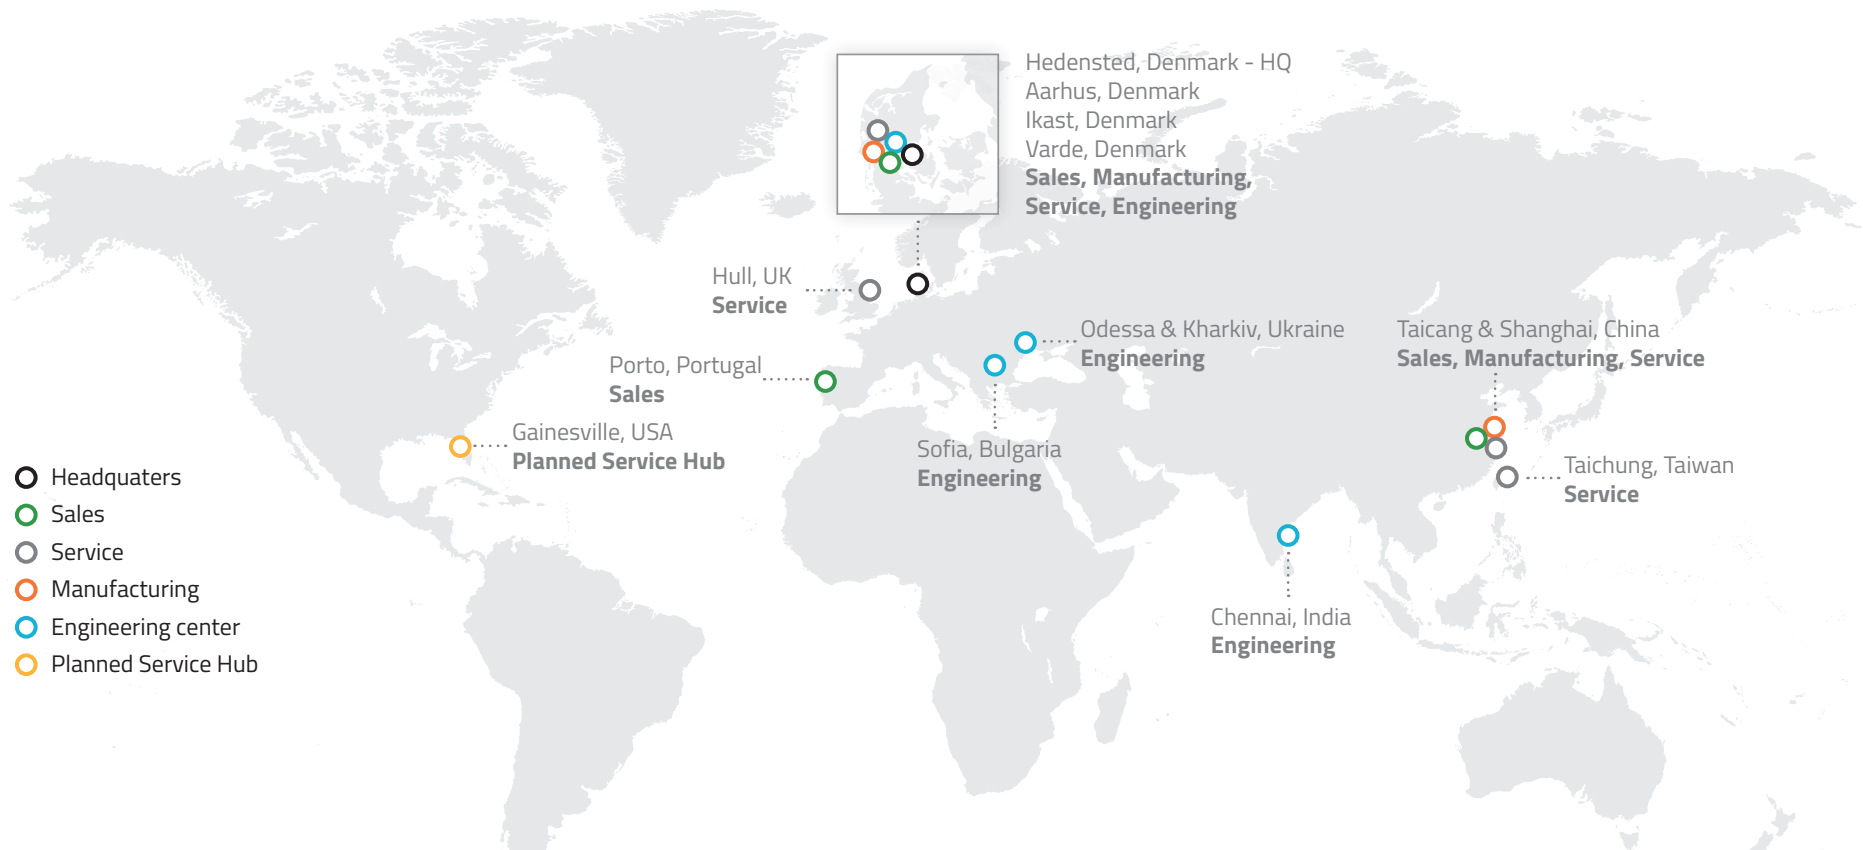 Hedensted, Denmark - HQ
Aarhus, Denmark
Ikast, Denmark
Varde, Denmark
Sales, Manufacturing,
Service, Engineering
Hull, UK
Service
Odessa & Kharkiv, Ukraine
Engineering
Taicang & Shanghai, China
Sales, Manufacturing, Service
Porto, Portugal
Sales
Gainesville, USA
Planned Service Hub
Sofia, Bulgaria
Engineering
Taichung, Taiwan
Service
Chennai, India
Engineering
Headquaters
Sales
Service
Manufacturing
Engineering center
Planned Service Hub